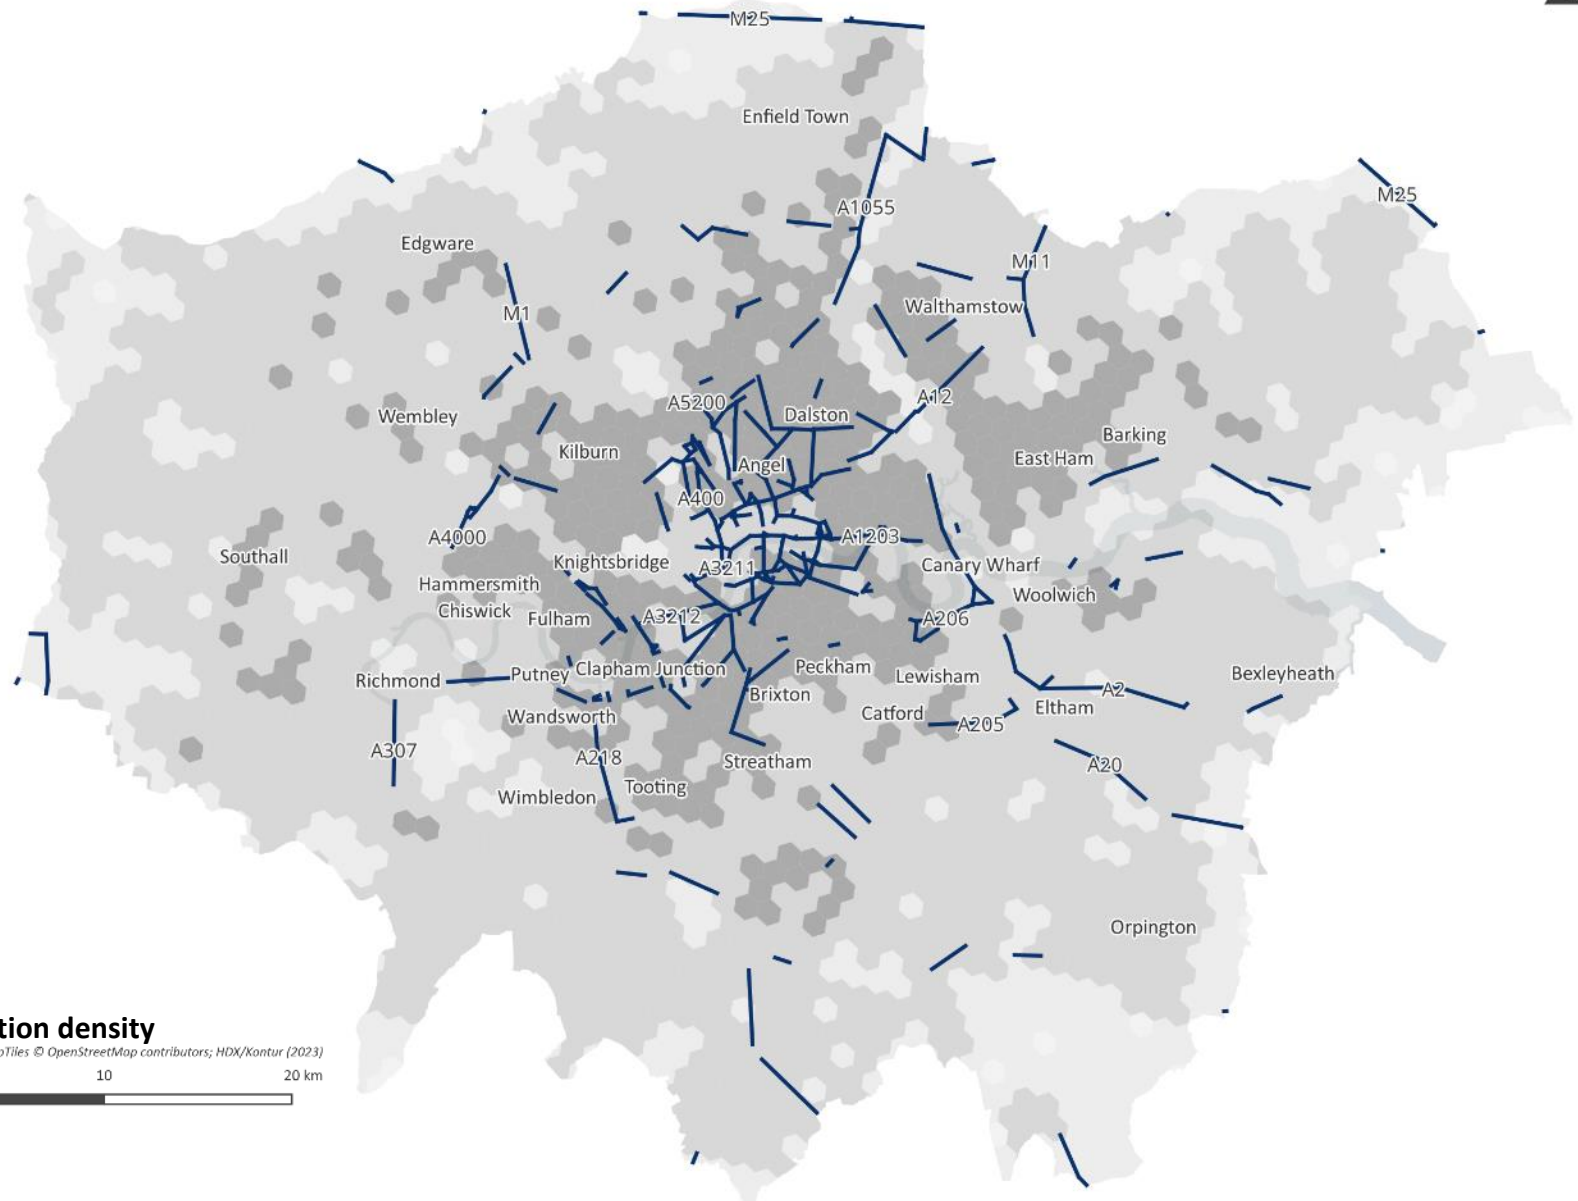 M25
Enfield Town
M25
A1055
Edgware
M11
M1
Walthamstow
A12
A5200
Dalston
Wembley
Barking
Kilburn
East Ham
Angel
A400
A4000
A1203
Southall
Knightsbridge
A3211
Canary Wharf
Hammersmith
Woolwich
Chiswick
Fulham
A3212
A206
Richmond
Putney
Clapham Junction
Peckham
Lewisham
Bexleyheath
Brixton
A2
Wandsworth
Catford
Eltham
A205
A307
A218
Streatham
A20
Tooting
Wimbledon
Orpington
tion density
Tiles © OpenStreetMap contributors; HDX/Kontur (2023)
10 20 km